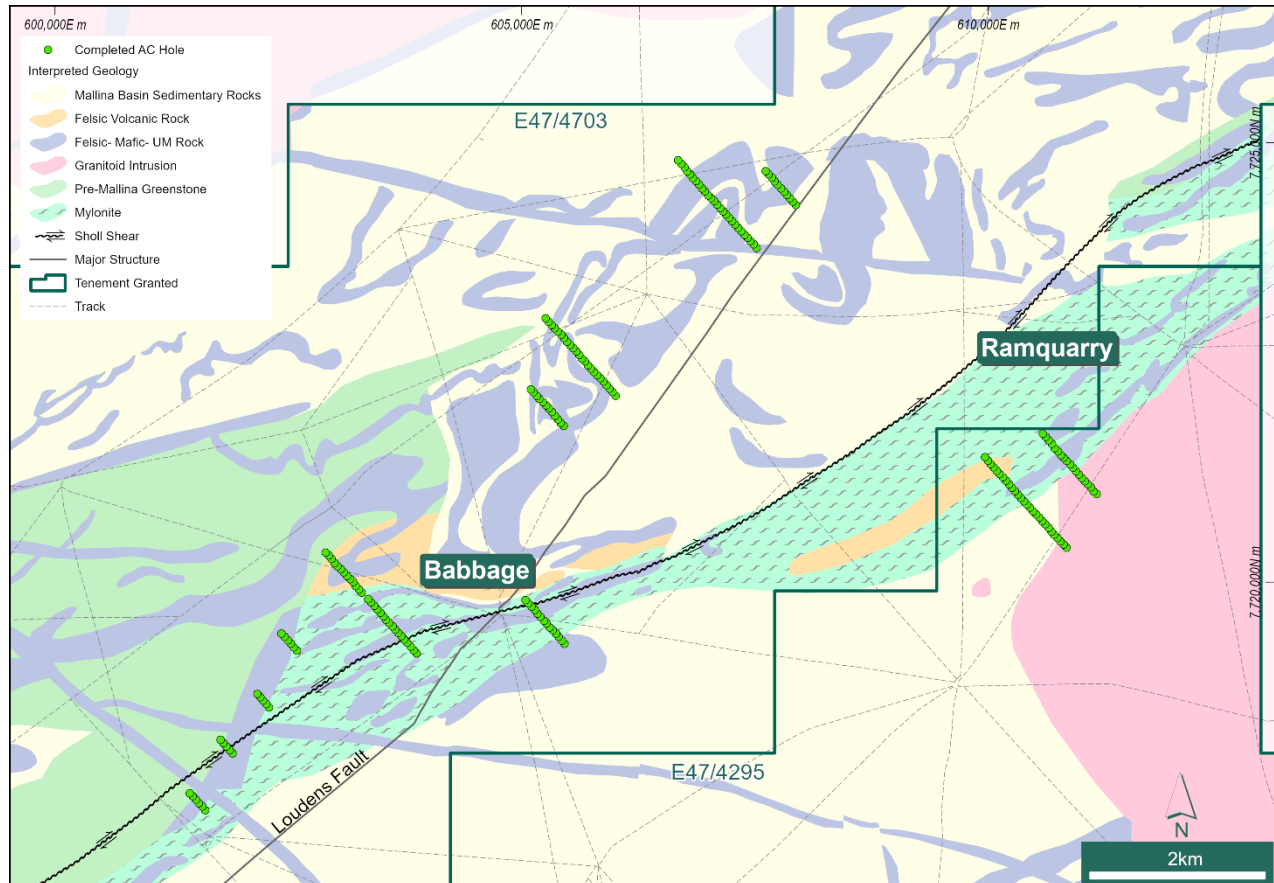 600,000E m
605,000E m
610,000E m
Completed AC Hole
Interpreted Geology
Mallina Basin Sedimentary Rocks
Felsic Volcanic Rock
Felsic- Mafic- UM Rock
Granitoid Intrusion
Pre-Mallina Greenstone
Mylonite
Sholl Shear
Major Structure
Tenement Granted
Track
E47/4703
7,725,000N m
Ramquarry
Babbage
7,720,000N m
E47/4295
Loudens Fault
N
2km